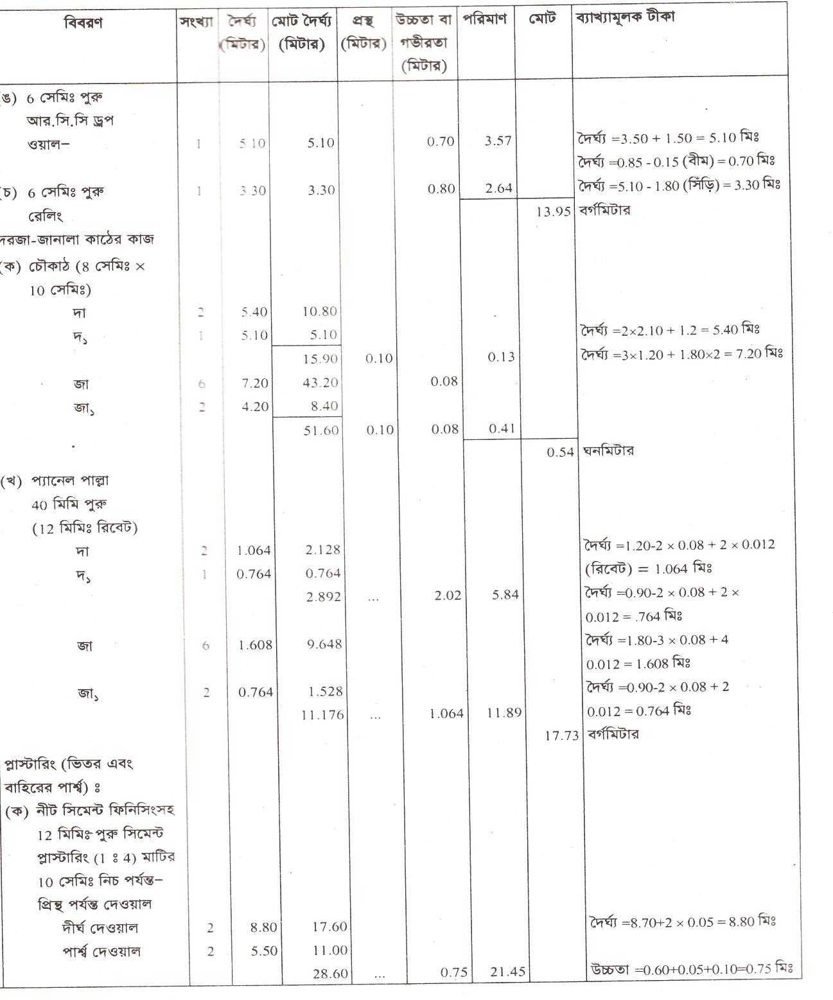 বিবরণ সংখ্যা দৈর্ঘ্য মোট দৈর্ঘ্য প্রস্থ উচ্চতা বা পরিমাণ মোট ব্যাখ্যামূলক টীকা
(মিটার) (মিটার) (মিটার) গভীরতা
(মিটার)
(ঙ) 6 সেমিঃ পুরু
আর.সি.সি ড্রপ
ওয়াল– 1 5.10 5.10 0.70 3.57 দৈর্ঘ্য =3.50 + 1.50 = 5.10 মিঃ
দৈর্ঘ্য =0.85 - 0.15 (বীম) = 0.70 মিঃ
(চ) 6 সেমিঃ পুরু 1 3.30 3.30 0.80 2.64 দৈর্ঘ্য =5.10 - 1.80 (সিঁড়ি) = 3.30 মিঃ
রেলিং 13.95 বর্গমিটার
দরজা-জানালা কাঠের কাজ
(ক) চৌকাঠ (8 সেমিঃ ×
10 সেমিঃ)
দা 2 5.40 10.80
দ১ 1 5.10 5.10 দৈর্ঘ্য =2×2.10 + 1.2 = 5.40 মিঃ
15.90 0.10 0.13 দৈর্ঘ্য =3×1.20 + 1.80×2 = 7.20 মিঃ
জা 6 7.20 43.20 0.08
জা১ 2 4.20 8.40
51.60 0.10 0.08 0.41
0.54 ঘনমিটার
(খ) প্যানেল পাল্লা
40 মিমি পুরু
(12 মিমিঃ রিবেট)
দা 2 1.064 2.128 দৈর্ঘ্য =1.20-2 × 0.08 + 2 × 0.012
দ১ 1 0.764 0.764 (রিবেট) = 1.064 মিঃ
2.892 ... 2.02 5.84 দৈর্ঘ্য =0.90-2 × 0.08 + 2 ×
0.012 = .764 মিঃ
জা 6 1.608 9.648 দৈর্ঘ্য =1.80-3 × 0.08 + 4
0.012 = 1.608 মিঃ
জা১ 2 0.764 1.528 দৈর্ঘ্য =0.90-2 × 0.08 + 2
11.176 ... 1.064 11.89 0.012 = 0.764 মিঃ
17.73 বর্গমিটার
প্লাস্টারিং (ভিতর এবং
বাহিরের পার্শ্ব) ঃ
(ক) নীট সিমেন্ট ফিনিসিংসহ
12 মিমিঃ পুরু সিমেন্ট
প্লাস্টারিং (1 ঃ 4) মাটির
10 সেমিঃ নিচ পর্যন্ত–
প্লিন্থ পর্যন্ত দেওয়াল
দীর্ঘ দেওয়াল 2 8.80 17.60 দৈর্ঘ্য =8.70+2 × 0.05 = 8.80 মিঃ
পার্শ্ব দেওয়াল 2 5.50 11.00
28.60 ... 0.75 21.45 উচ্চতা =0.60+0.05+0.10=0.75 মিঃ